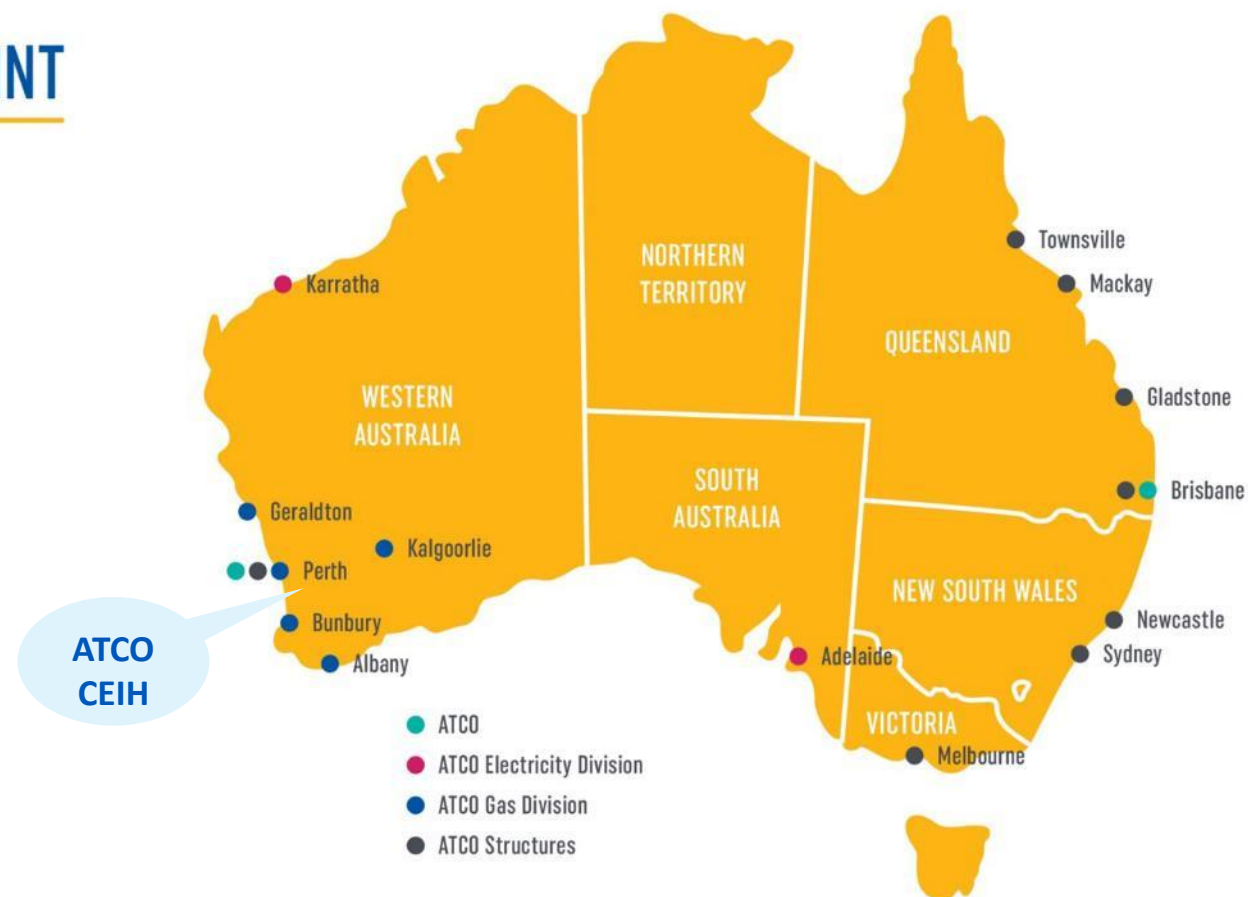 INT
NORTHERN
TERRITORY
Townsville
Mackay
Karratha
QUEENSLAND
WESTERN
AUSTRALIA
Gladstone
SOUTH
AUSTRALIA
Brisbane
Geraldton
Kalgoorlie
Perth
NEW SOUTH WALES
Newcastle
Bunbury
ATCO
CEIH
Albany
Adelaide
Sydney
VICTORIA
Melbourne
ATCO
ATCO Electricity Division
ATCO Gas Division
ATCO Structures